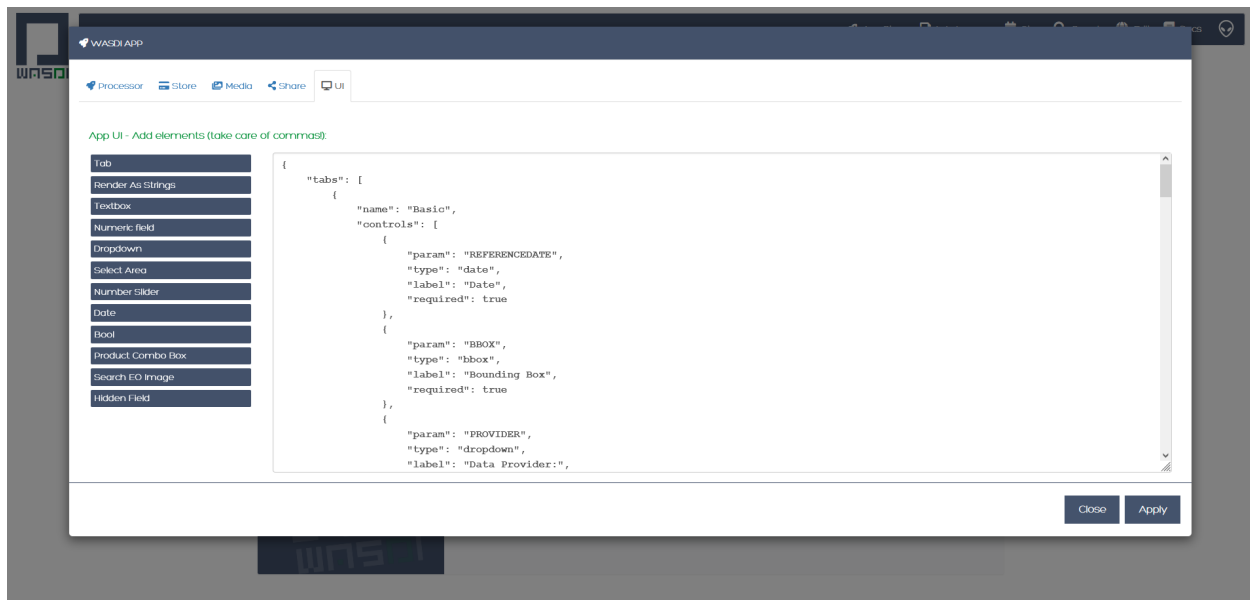 WASDI APP
Processor
Store
Media
Share
UI
App UI - Add elements (take care of commas!):
Tab
Render As Strings
Textbox
Numeric field
Dropdown
Select Area
Number Slider
Date
Bool
Product Combo Box
Search EO Image
Hidden Field
{
"tabs": [
{
"name": "Basic",
"controls": [
{
"param": "REFERENCEDATE",
"type": "date",
"label": "Date",
"required": true
},
{
"param": "BBOX",
"type": "bbox",
"label": "Bounding Box",
"required": true
},
{
"param": "PROVIDER",
"type": "dropdown",
"label": "Data Provider:",
Close
Apply